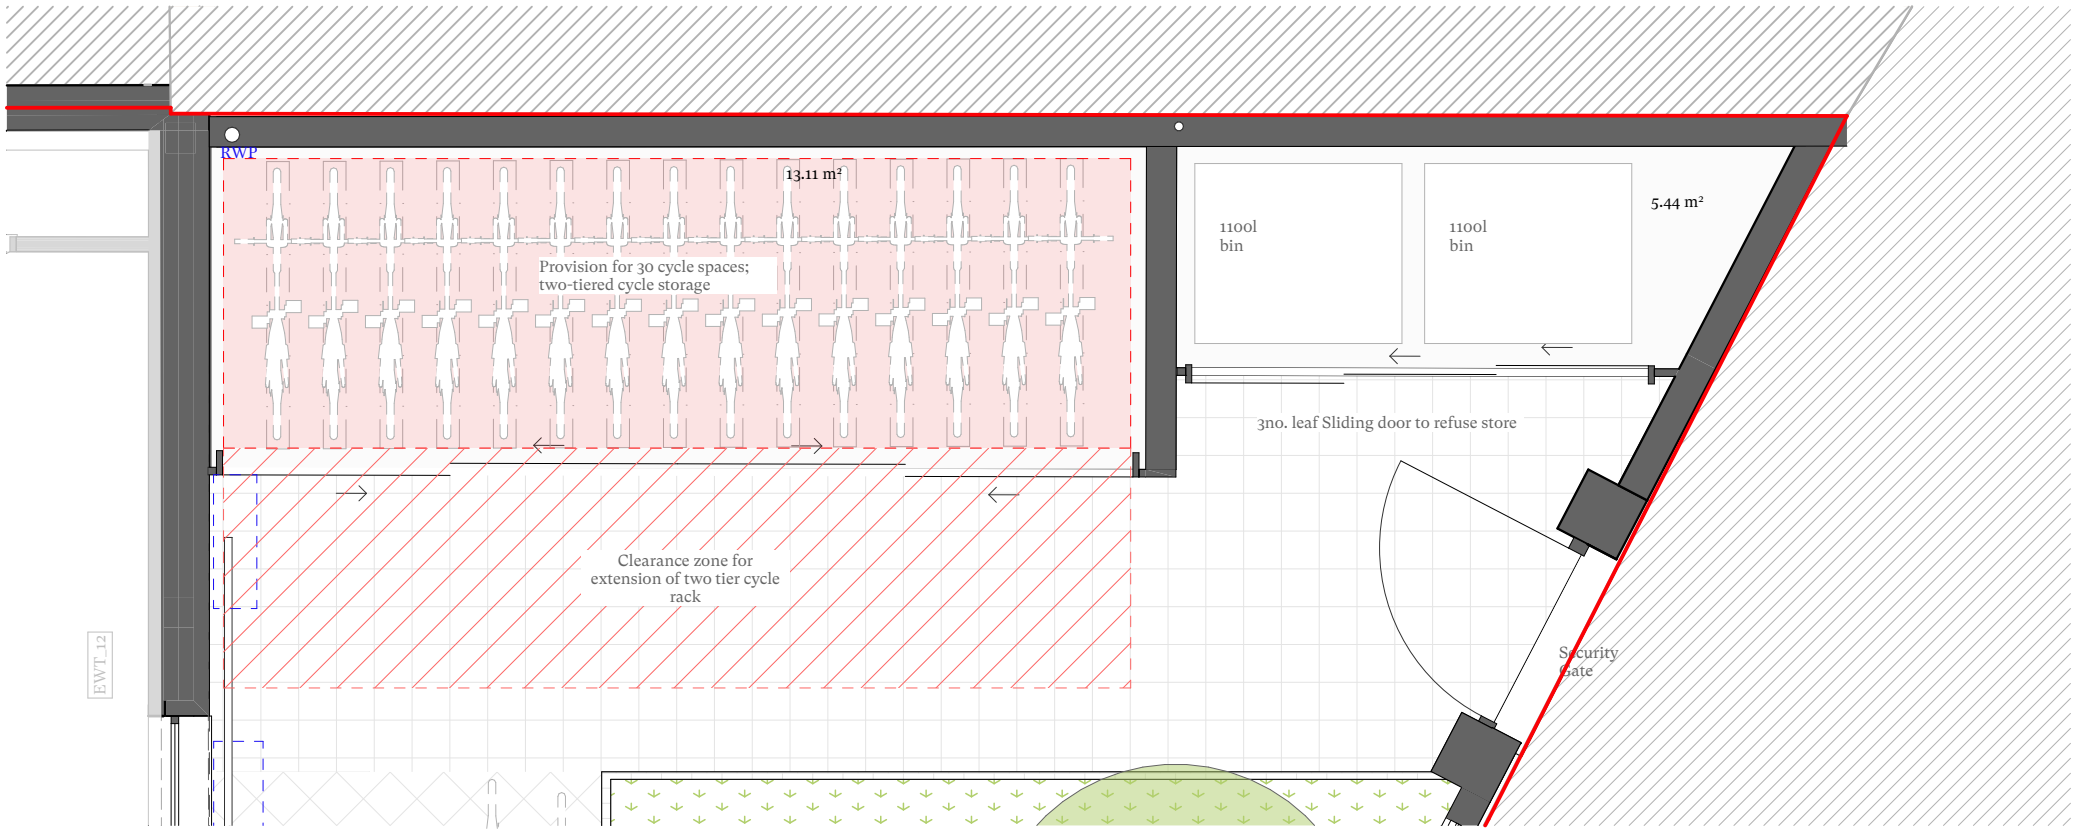 RWP
13.11 m²
5.44 m²
1100l
bin
1100l
bin
Provision for 30 cycle spaces;
two-tiered cycle storage
3no. leaf Sliding door to refuse store
Clearance zone for
extension of two tier cycle
rack
Security
Gate
EWT_12